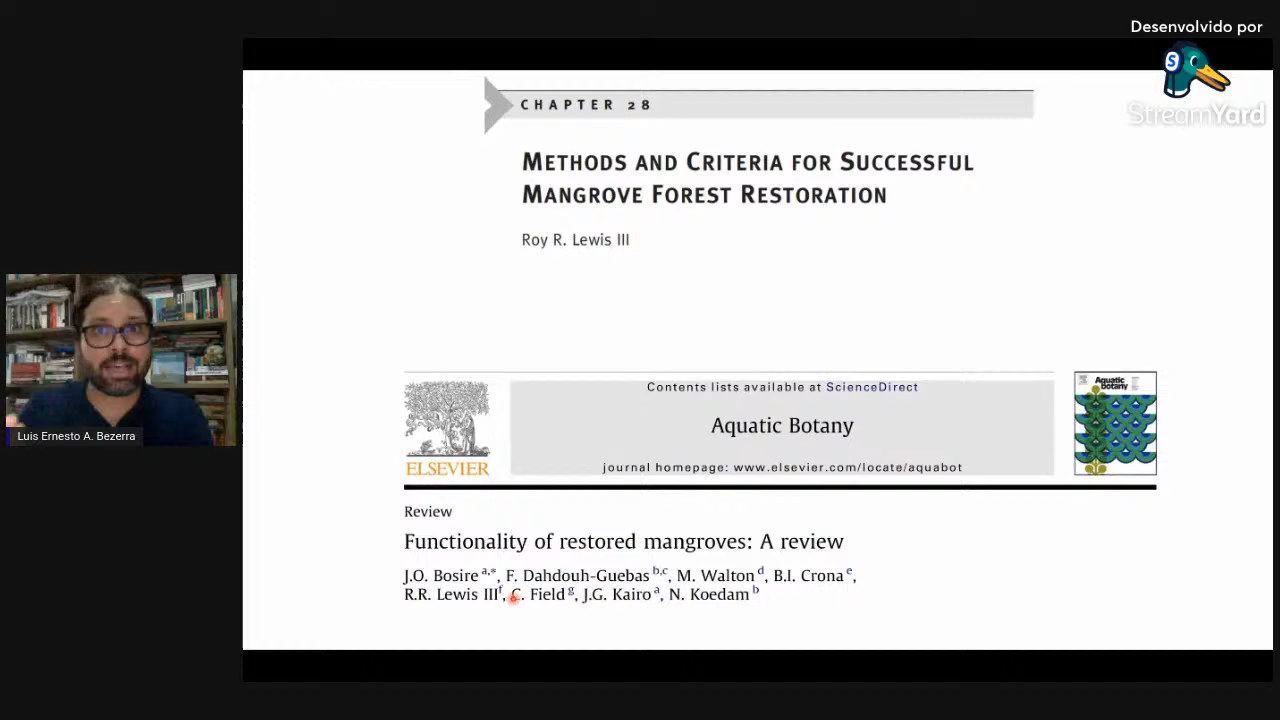 Desenvolvido por
S
StreamYard
CHAPTER 28
METHODS AND CRITERIA FOR SUCCESSFUL
MANGROVE FOREST RESTORATION
Roy R. Lewis III
Contents lists available at ScienceDirect
Aquatic Botany
journal homepage: www.elsevier.com/locate/aquabot
ELSEVIER
Aquatic
Botany
Review
Functionality of restored mangroves: A review
J.O. Bosire a,*, F. Dahdouh-Guebas b,c, M. Walton d, B.I. Crona e,
R.R. Lewis III f, C. Field g, J.G. Kairo a, N. Koedam b
Luis Ernesto A. Bezerra